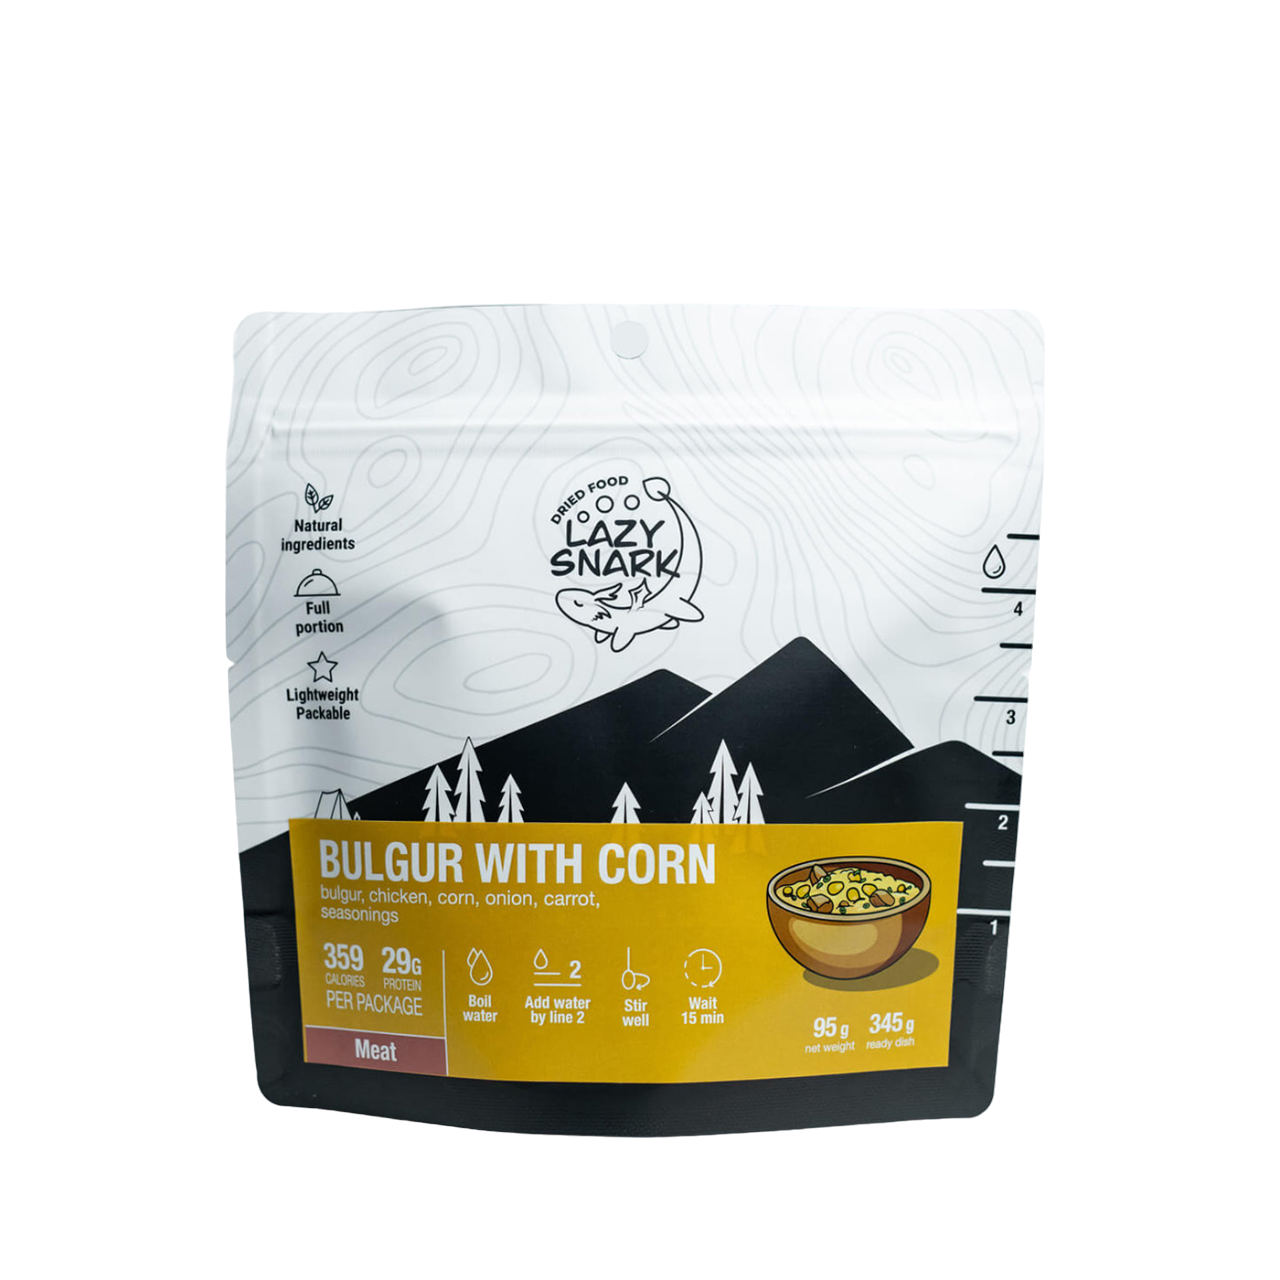 DRIED FOOD
LAZY
SNARK
Natural
ingredients
Full
portion
Lightweight
Packable
4
3
2
1
BULGUR WITH CORN
bulgur, chicken, corn, onion, carrot,
seasonings
359 29G
CALORIES PROTEIN
PER PACKAGE
Meat
Boil
water
2
Add water
by line 2
Stir
well
Wait
15 min
95 g 345 g
net weight ready dish